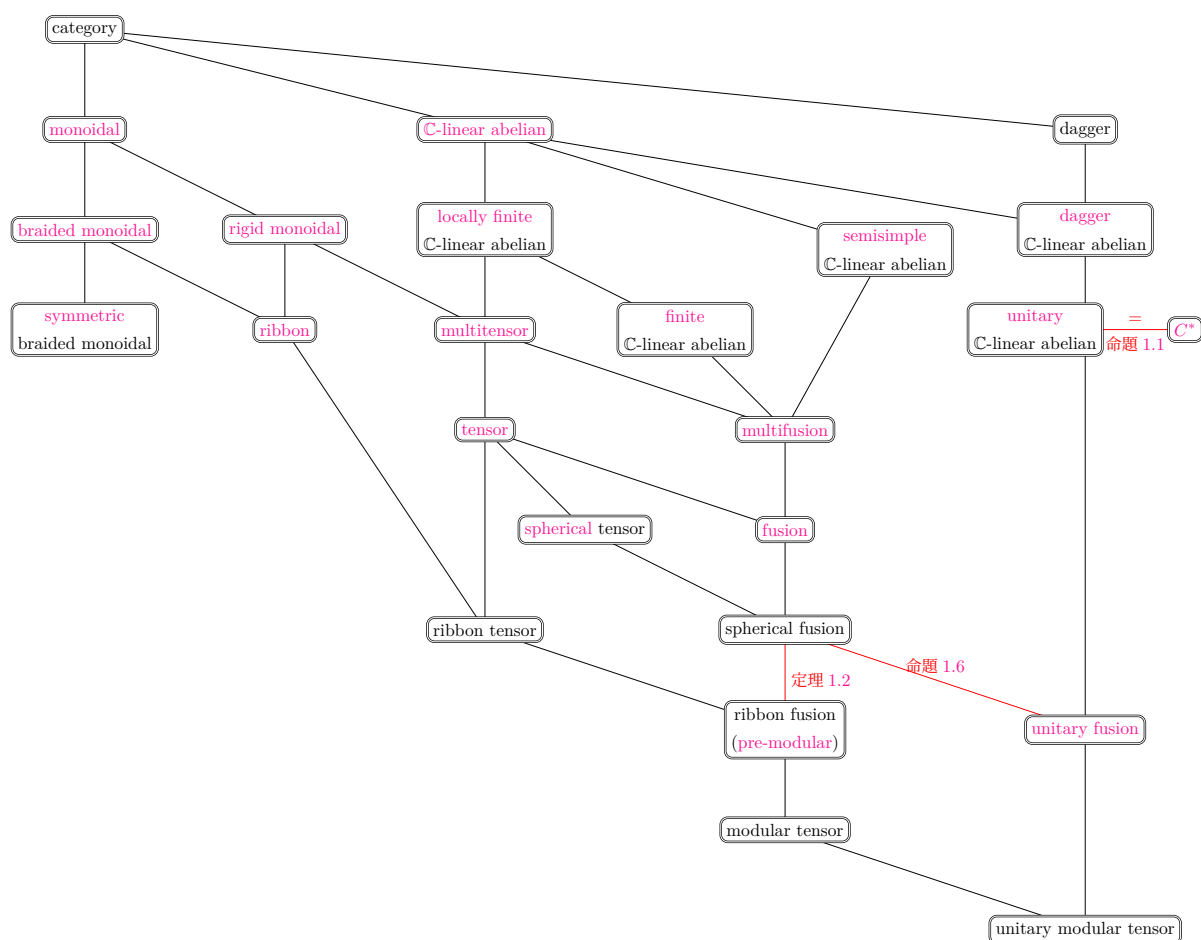 category
monoidal
ℂ-linear abelian
dagger
braided monoidal
rigid monoidal
locally finite
ℂ-linear abelian
semisimple
ℂ-linear abelian
dagger
ℂ-linear abelian
symmetric
braided monoidal
ribbon
multitensor
finite
ℂ-linear abelian
unitary
ℂ-linear abelian
=
命題 1.1
C*
tensor
multifusion
spherical tensor
fusion
ribbon tensor
spherical fusion
命題 1.6
定理 1.2
ribbon fusion
(pre-modular)
unitary fusion
modular tensor
unitary modular tensor